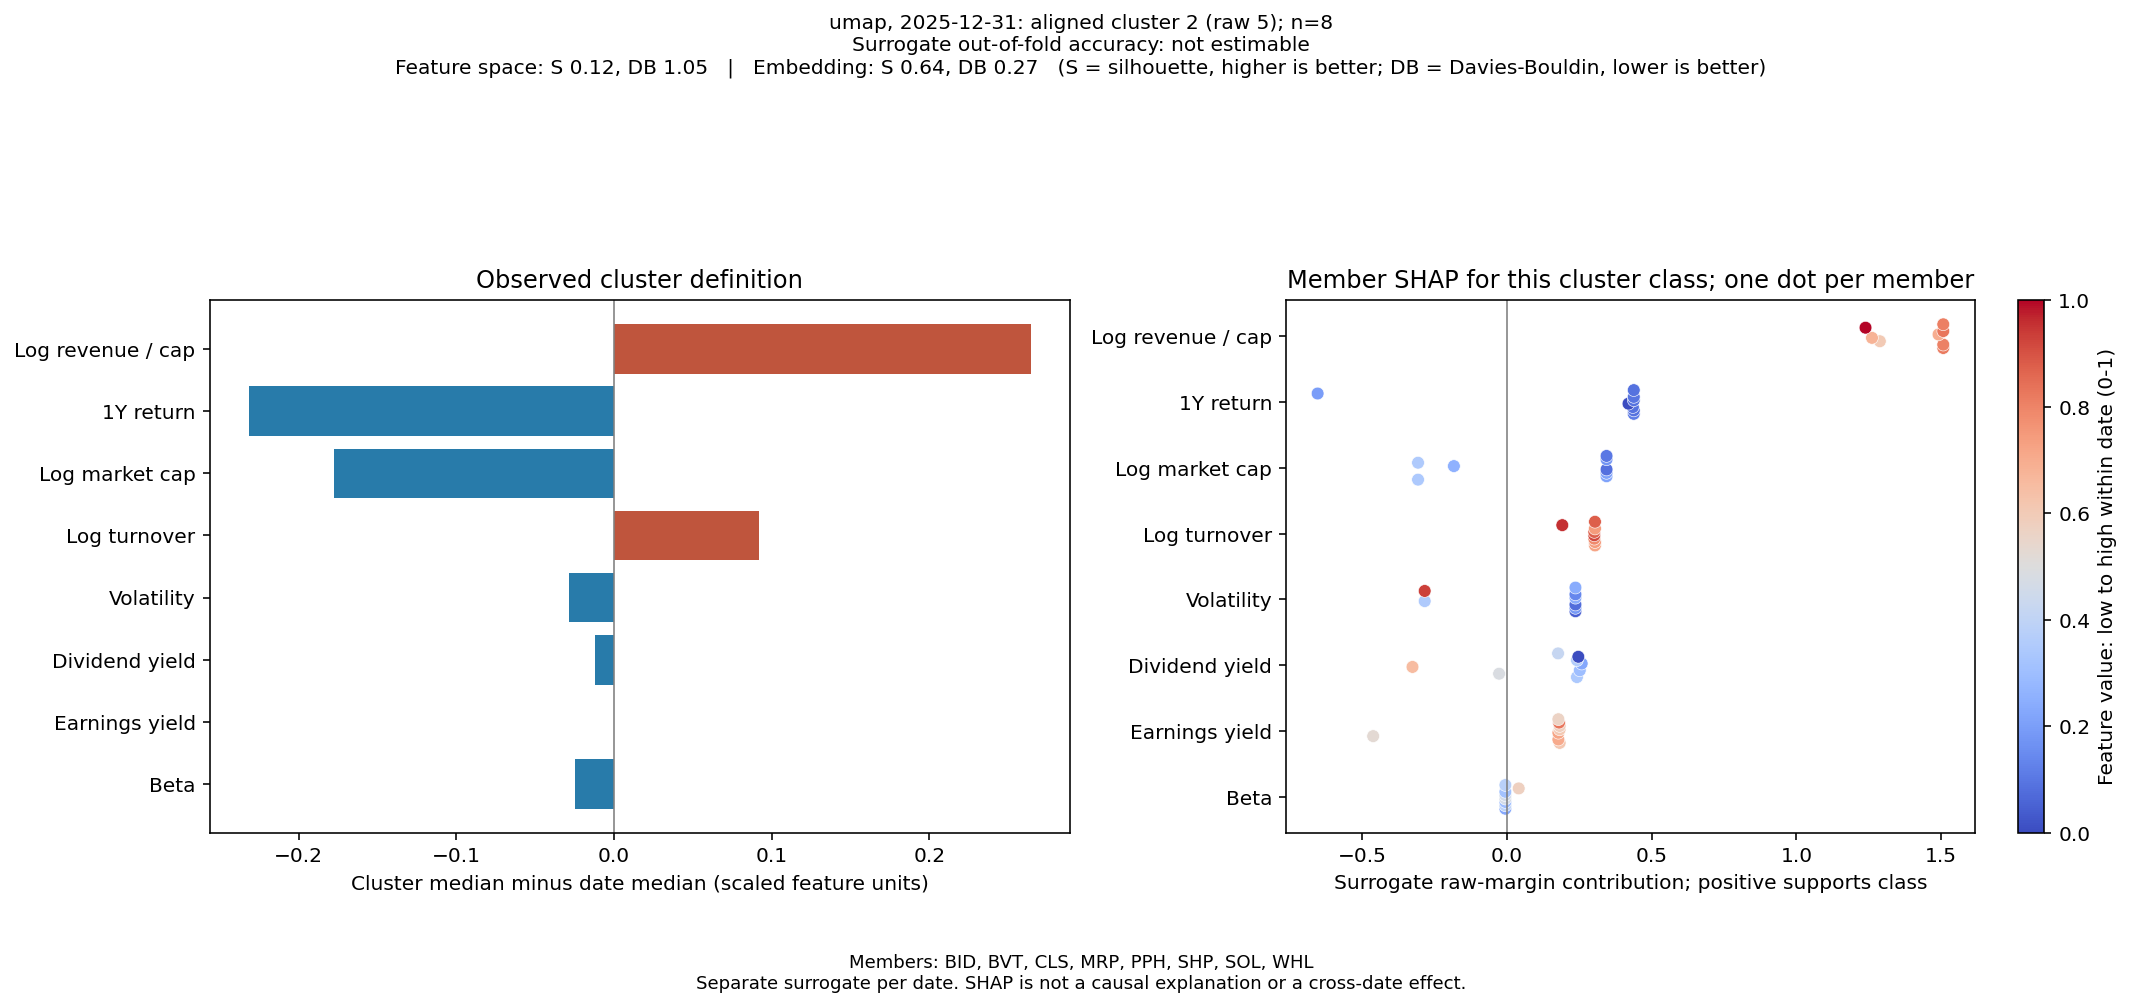 umap, 2025-12-31: aligned cluster 2 (raw 5); n=8
Surrogate out-of-fold accuracy: not estimable
Feature space: S 0.12, DB 1.05   |   Embedding: S 0.64, DB 0.27   (S = silhouette, higher is better; DB = Davies-Bouldin, lower is better)
Observed cluster definition
Log revenue / cap
1Y return
Log market cap
Log turnover
Volatility
Dividend yield
Earnings yield
Beta
−0.2 −0.1 0.0 0.1 0.2
Cluster median minus date median (scaled feature units)
Member SHAP for this cluster class; one dot per member
Log revenue / cap
1Y return
Log market cap
Log turnover
Volatility
Dividend yield
Earnings yield
Beta
−0.5 0.0 0.5 1.0 1.5
Surrogate raw-margin contribution; positive supports class
1.0
0.8
0.6
0.4
0.2
0.0
Feature value: low to high within date (0-1)
Members: BID, BVT, CLS, MRP, PPH, SHP, SOL, WHL
Separate surrogate per date. SHAP is not a causal explanation or a cross-date effect.